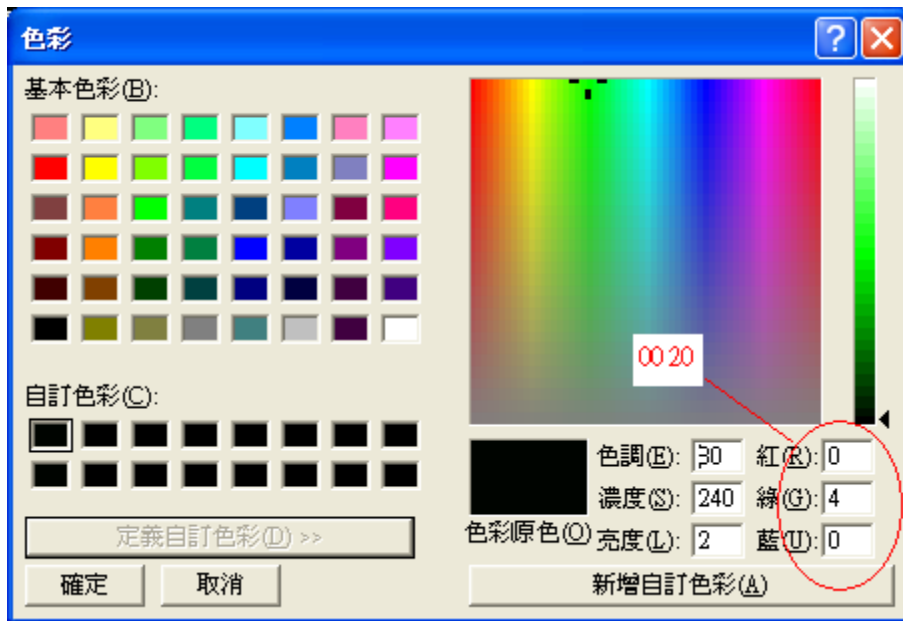 色彩
基本色彩(B):
自訂色彩(C):
定義自訂色彩(D) >>
確定
取消
00 20
色彩原色(O)
色調(E): 80
濃度(S): 240
亮度(L): 2
紅(R): 0
綠(G): 4
藍(U): 0
新增自訂色彩(A)